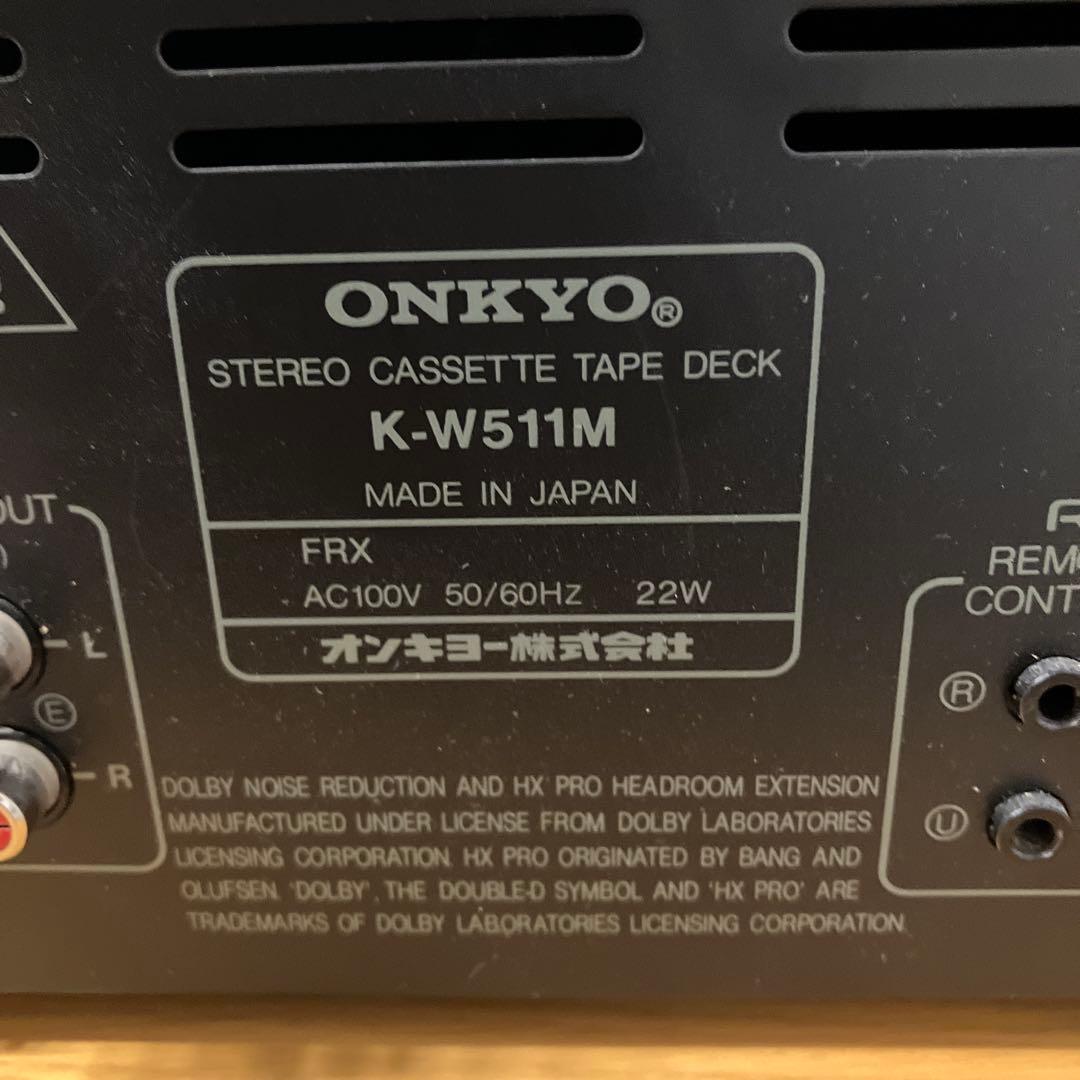 ONKYO®
STEREO CASSETTE TAPE DECK
K-W511M
MADE IN JAPAN
FRX
AC100V 50/60Hz 22W
オンキヨー株式会社
OUT
L
Ⓔ
R
REMO
CONT
Ⓡ
Ⓤ
DOLBY NOISE REDUCTION AND HX PRO HEADROOM EXTENSION
MANUFACTURED UNDER LICENSE FROM DOLBY LABORATORIES
LICENSING CORPORATION. HX PRO ORIGINATED BY BANG AND
OLUFSEN. 'DOLBY', THE DOUBLE-D SYMBOL AND 'HX PRO' ARE
TRADEMARKS OF DOLBY LABORATORIES LICENSING CORPORATION.